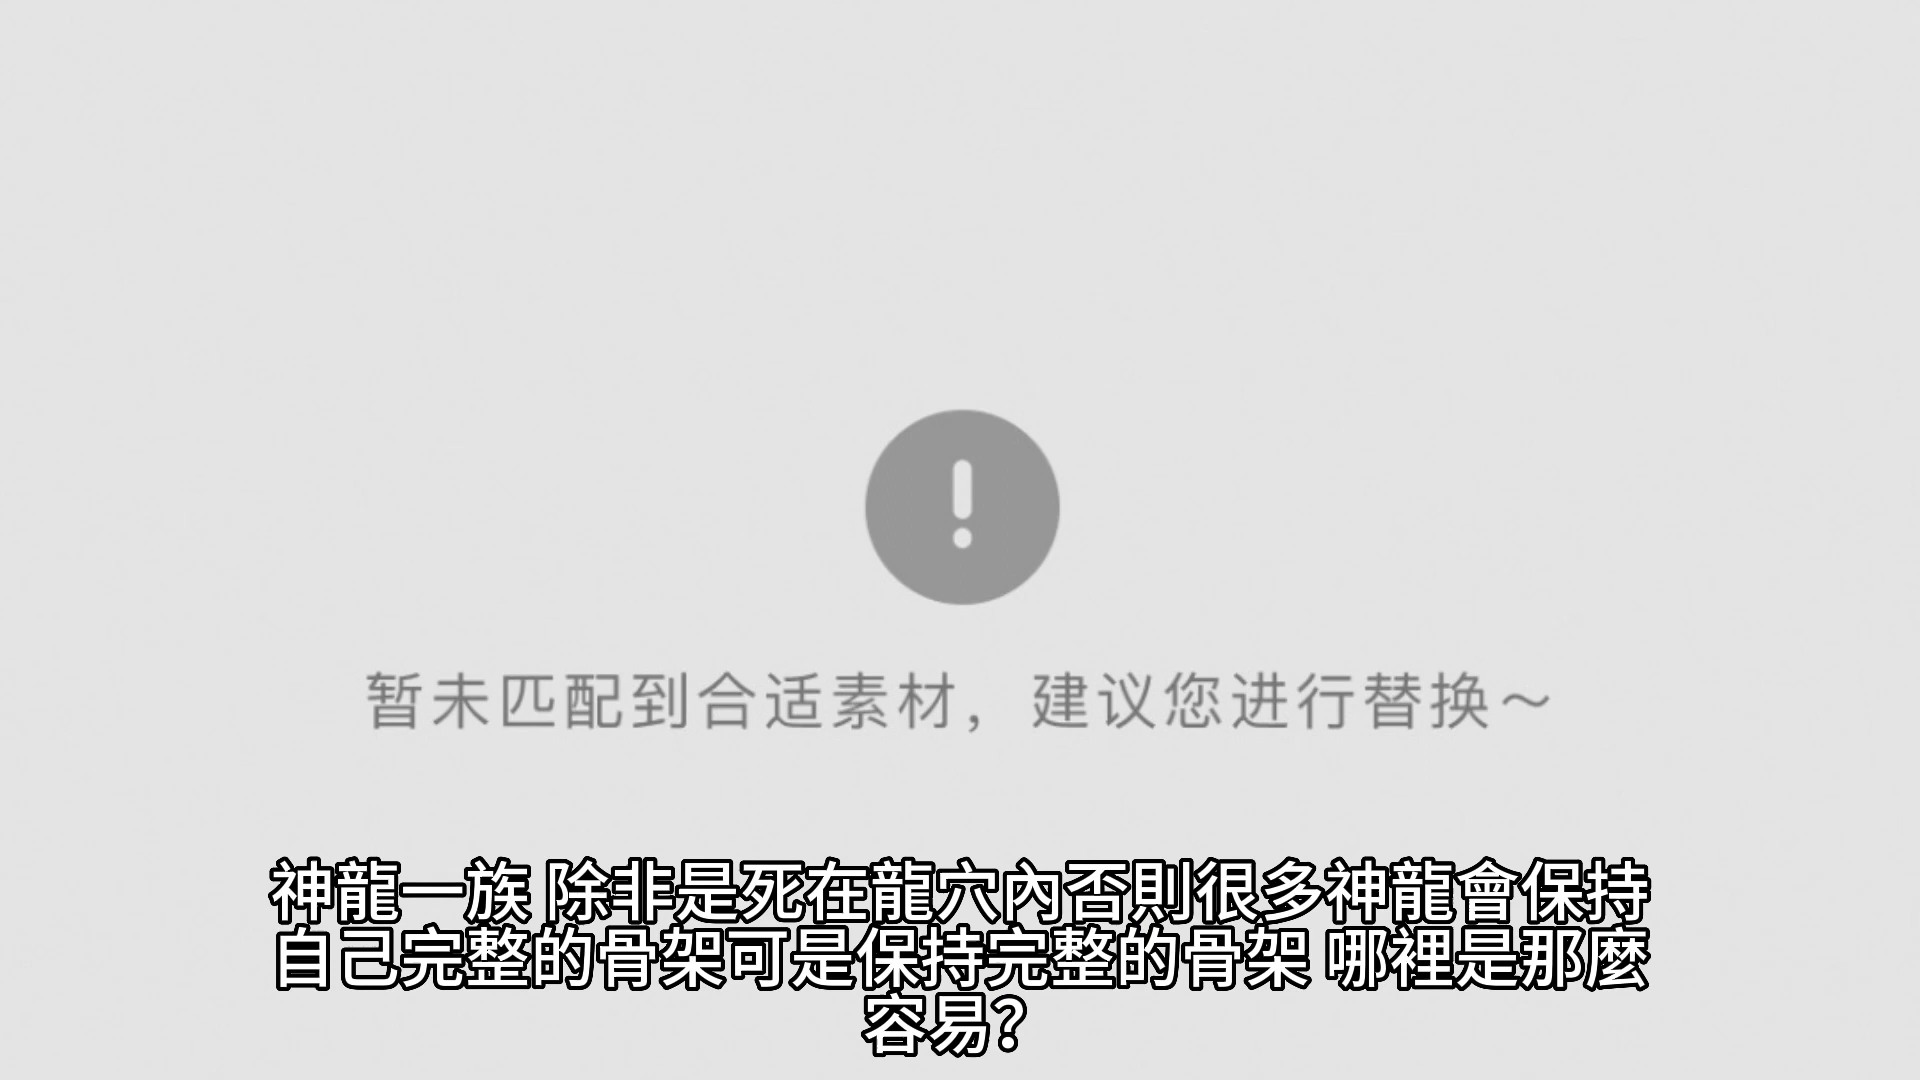 暂未匹配到合适素材，建议您进行替换～
神龍一族 除非是死在龍穴內否則很多神龍會保持
自己完整的骨架可是保持完整的骨架 哪裡是那麼
容易？